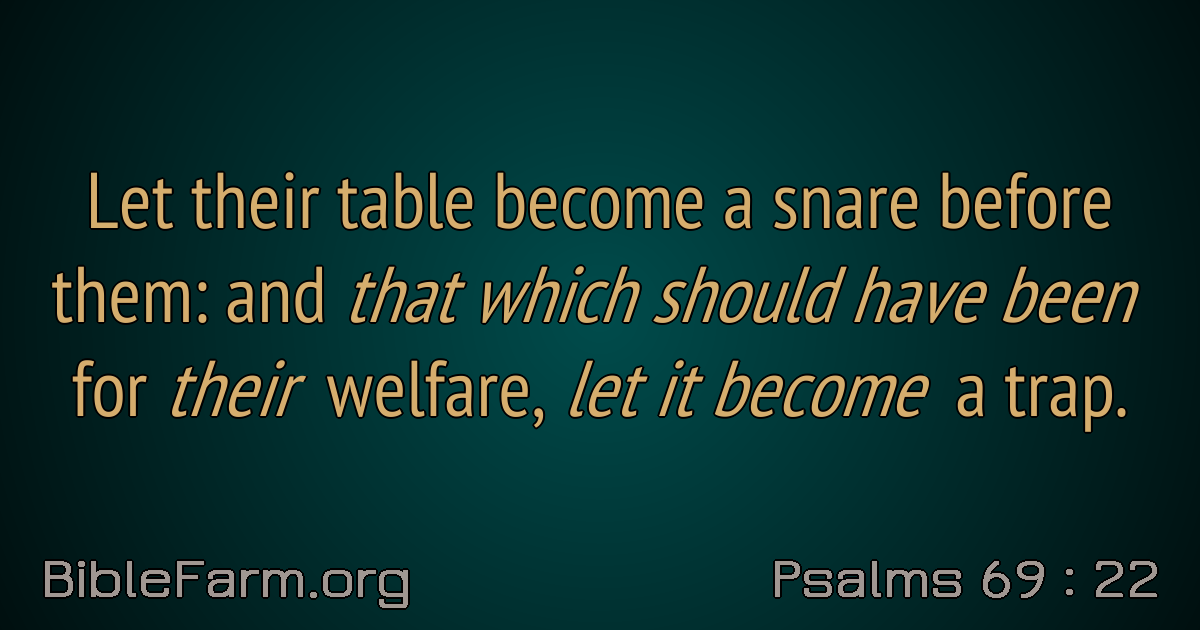 Let their table become a snare before
them: and that which should have been
for their welfare, let it become a trap.
BibleFarm.org
Psalms 69 : 22